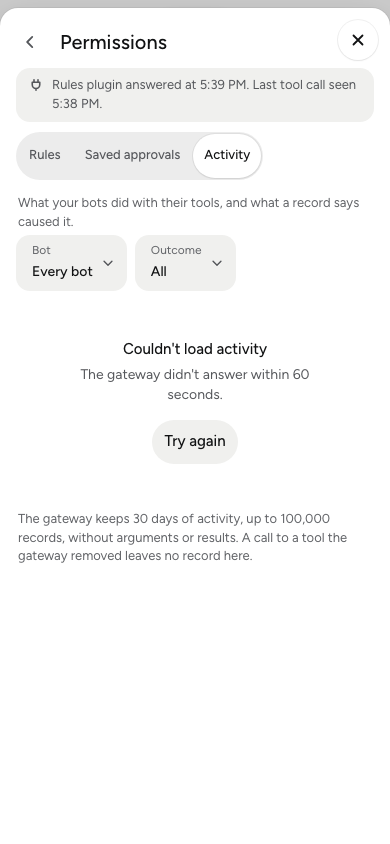 Permissions
Rules plugin answered at 5:39 PM. Last tool call seen
5:38 PM.
Rules
Saved approvals
Activity
What your bots did with their tools, and what a record says
caused it.
Bot
Every bot
Outcome
All
Couldn't load activity
The gateway didn't answer within 60
seconds.
Try again
The gateway keeps 30 days of activity, up to 100,000
records, without arguments or results. A call to a tool the
gateway removed leaves no record here.